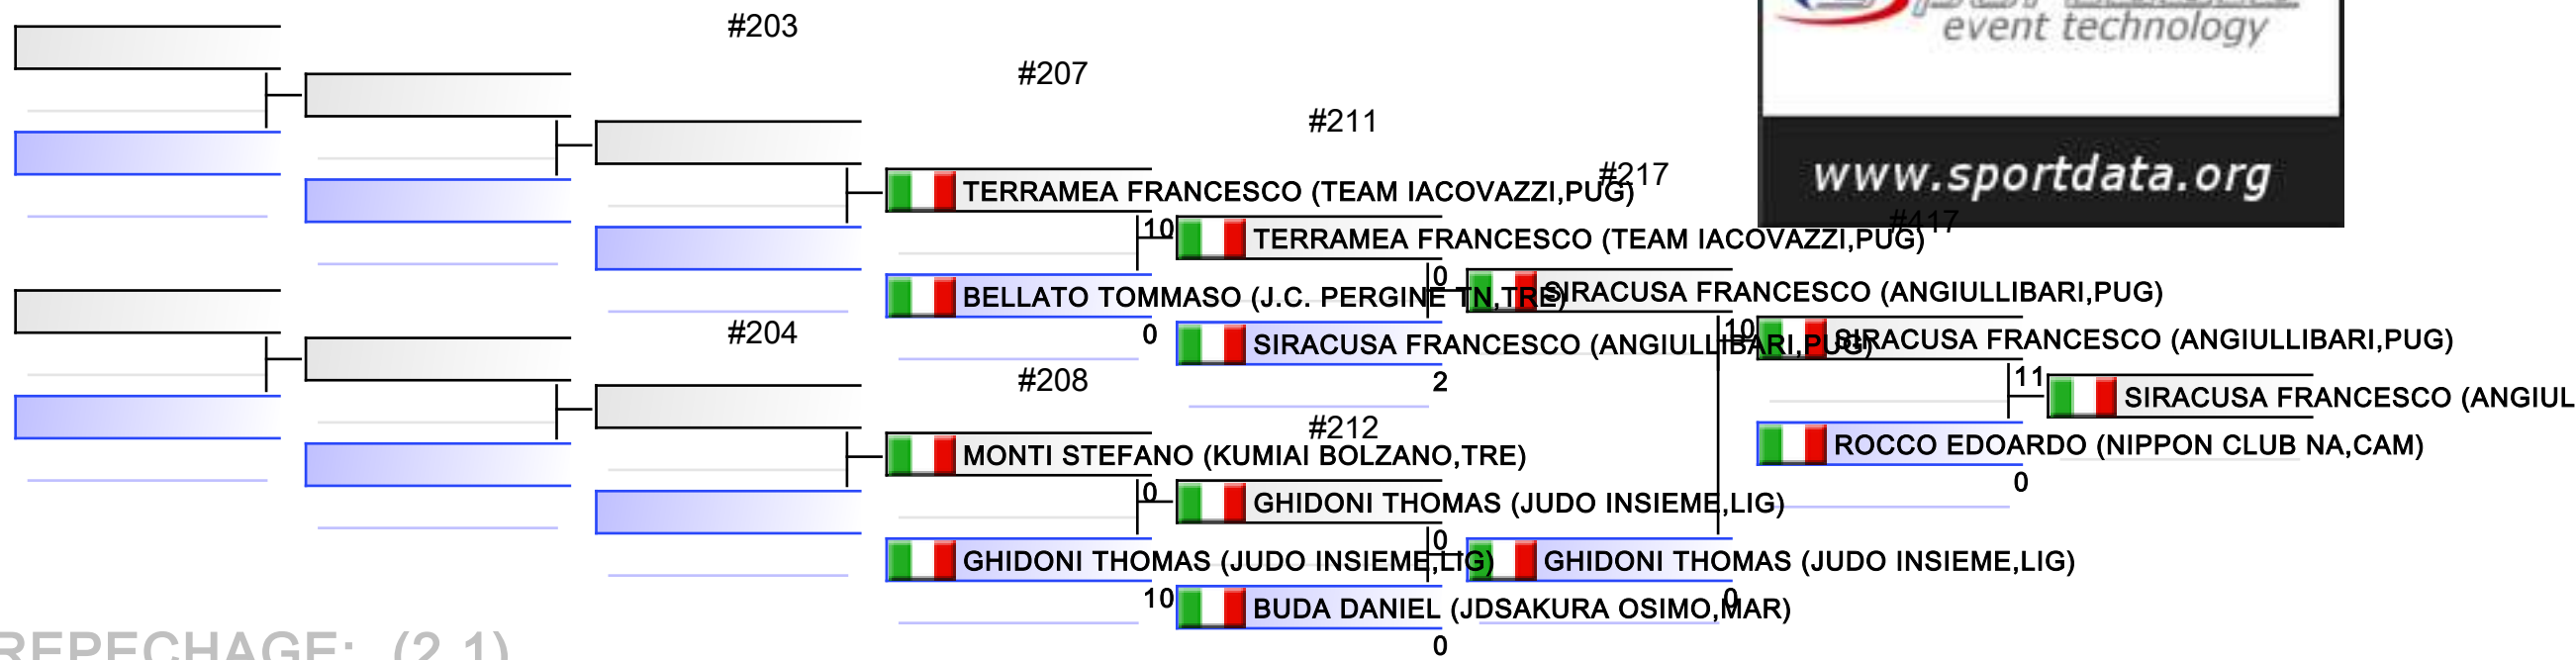 #203
#207
event technology
#211
www.sportdata.org
#217
TERRAMEA FRANCESCO (TEAM IACOVAZZI,PUG)
10
#417
TERRAMEA FRANCESCO (TEAM IACOVAZZI,PUG)
0
BELLATO TOMMASO (J.C. PERGINE TN,TRE)
SIRACUSA FRANCESCO (ANGIULLIBARI,PUG)
0
#204
10
SIRACUSA FRANCESCO (ANGIULLIBARI,PUG)
SIRACUSA FRANCESCO (ANGIULLIBARI,PUG)
2
#208
11
SIRACUSA FRANCESCO (ANGIUL
#212
ROCCO EDOARDO (NIPPON CLUB NA,CAM)
0
MONTI STEFANO (KUMIAI BOLZANO,TRE)
0
GHIDONI THOMAS (JUDO INSIEME,LIG)
0
GHIDONI THOMAS (JUDO INSIEME,LIG)
GHIDONI THOMAS (JUDO INSIEME,LIG)
10
0
BUDA DANIEL (JDSAKURA OSIMO,MAR)
0
REPECHAGE: (2,1)